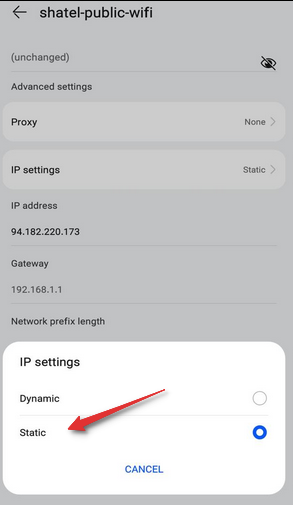 shatel-public-wifi
(unchanged)
Advanced settings
Proxy None
IP settings Static
IP address
94.182.220.173
Gateway
192.168.1.1
Network prefix length
IP settings
Dynamic
Static
CANCEL